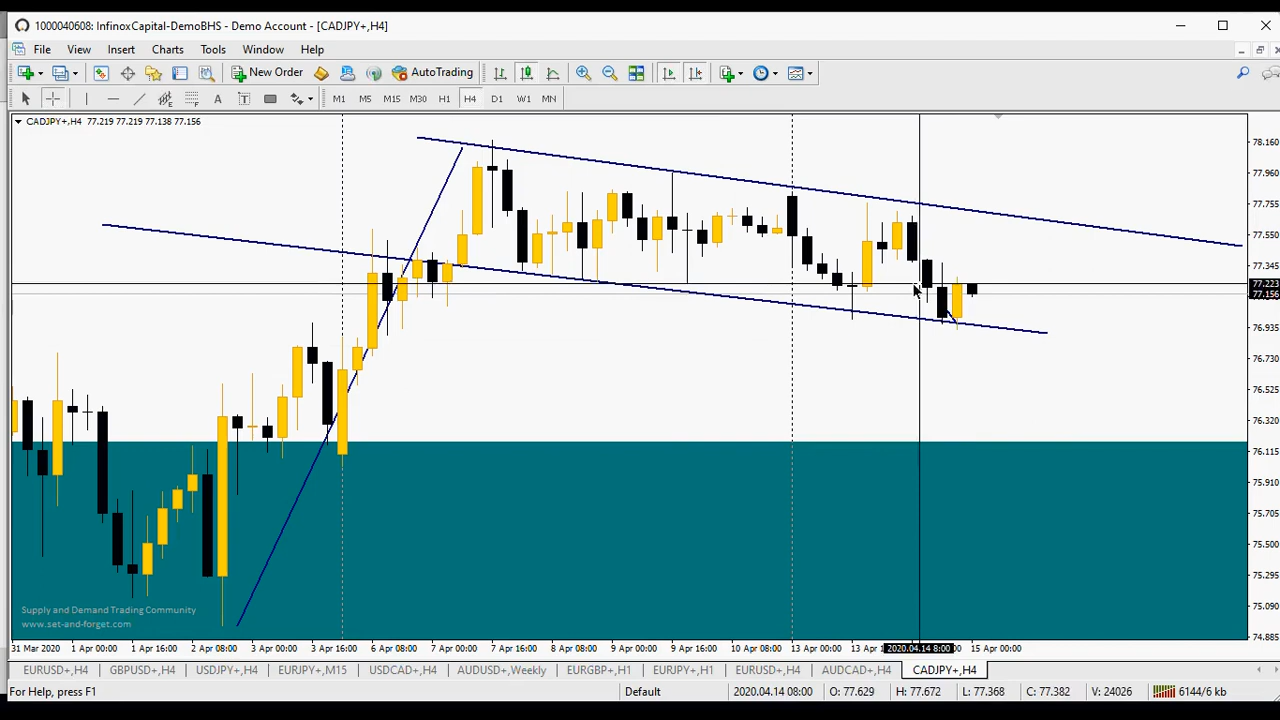 1000040608: InfinoxCapital-DemoBHS - Demo Account - [CADJPY+,H4]
File View Insert Charts Tools Window Help
New Order AutoTrading
A T M1 M5 M15 M30 H1 H4 D1 W1 MN
CADJPY+,H4 77.219 77.219 77.138 77.156
78.160
77.960
77.755
77.550
77.345
77.223
77.156
76.935
76.730
76.525
76.320
76.115
75.910
75.705
75.500
75.295
75.090
74.885
Supply and Demand Trading Community
www.set-and-forget.com
31 Mar 2020 1 Apr 00:00 1 Apr 16:00 2 Apr 08:00 3 Apr 00:00 3 Apr 16:00 6 Apr 08:00 7 Apr 00:00 7 Apr 16:00 8 Apr 08:00 9 Apr 00:00 9 Apr 16:00 10 Apr 08:00 13 Apr 00:00 13 Apr 2020.04.14 8:00 15 Apr 00:00
EURUSD+,H4 GBPUSD+,H4 USDJPY+,H4 EURJPY+,M15 USDCAD+,H4 AUDUSD+,Weekly EURGBP+,H1 EURJPY+,H1 EURUSD+,H4 AUDCAD+,H4 CADJPY+,H4
For Help, press F1 Default 2020.04.14 08:00 O: 77.629 H: 77.672 L: 77.368 C: 77.382 V: 24026 6144/6 kb